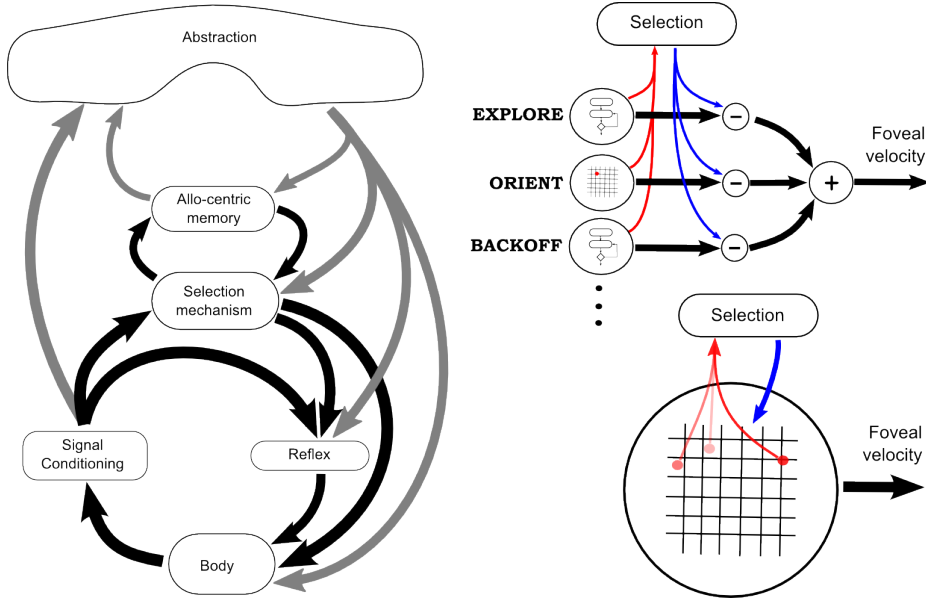 Abstraction
Allo-centric
memory
Selection
mechanism
Signal
Conditioning
Reflex
Body
Selection
EXPLORE
ORIENT
BACKOFF
−
−
−
+
Foveal
velocity
Selection
Foveal
velocity